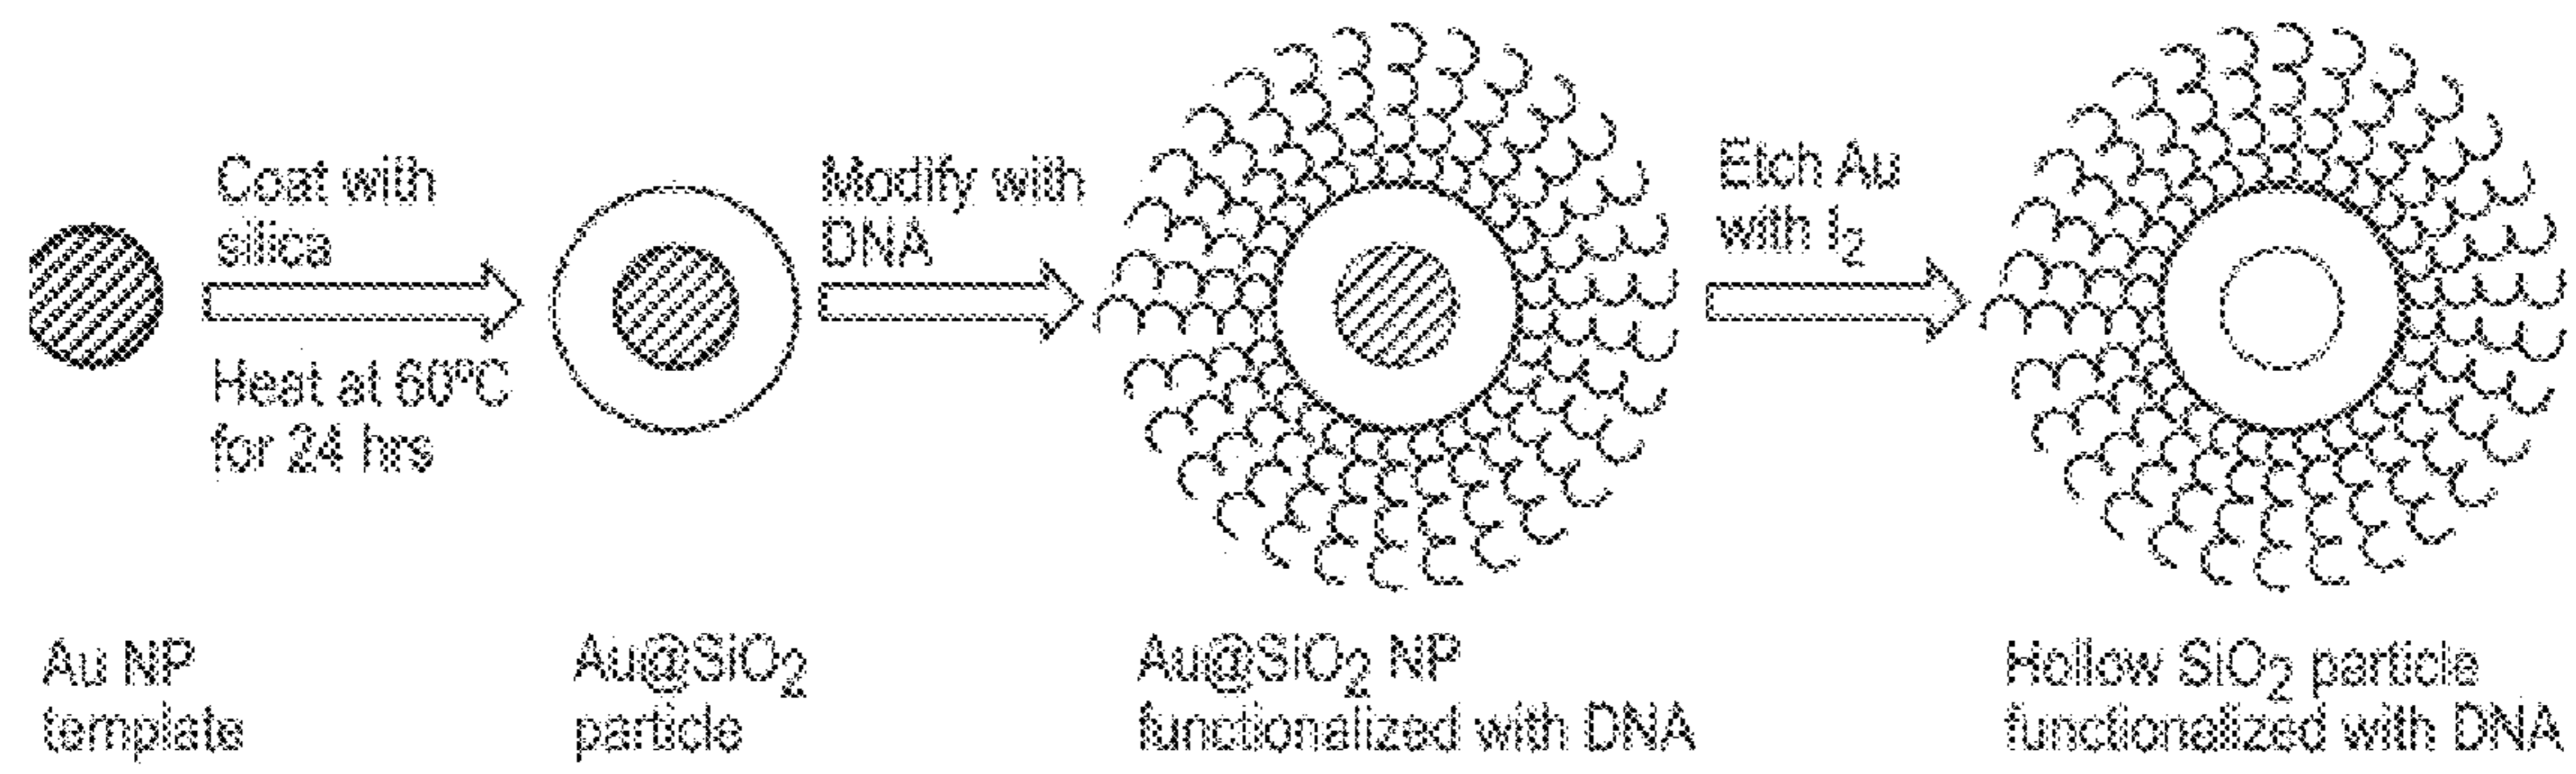 Coat with
silica
Heat at 60ºC
for 24 hrs
Modify with
DNA
Etch Au
with I₂
Au NP
template
Au@SiO₂
particle
Au@SiO₂ NP
functionalized with DNA
Hollow SiO₂ particle
functionalized with DNA